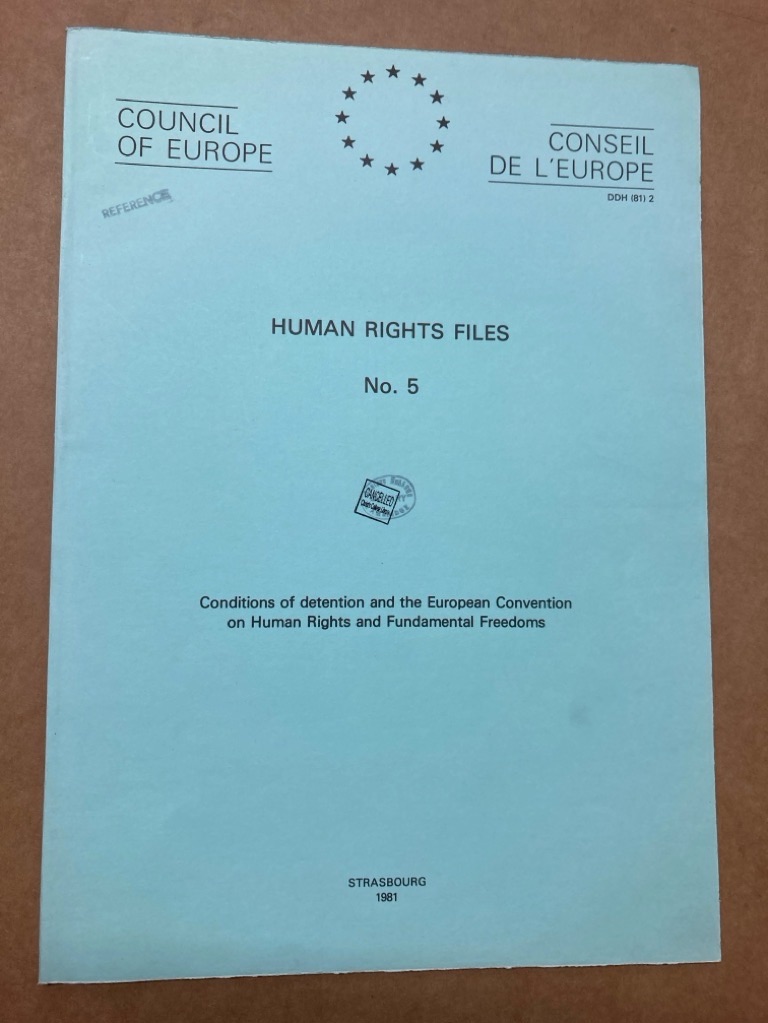 COUNCIL
OF EUROPE
CONSEIL
DE L'EUROPE
DDH (81) 2
REFERENCE
HUMAN RIGHTS FILES
No. 5
CANCELLED
Conditions of detention and the European Convention
on Human Rights and Fundamental Freedoms
STRASBOURG
1981